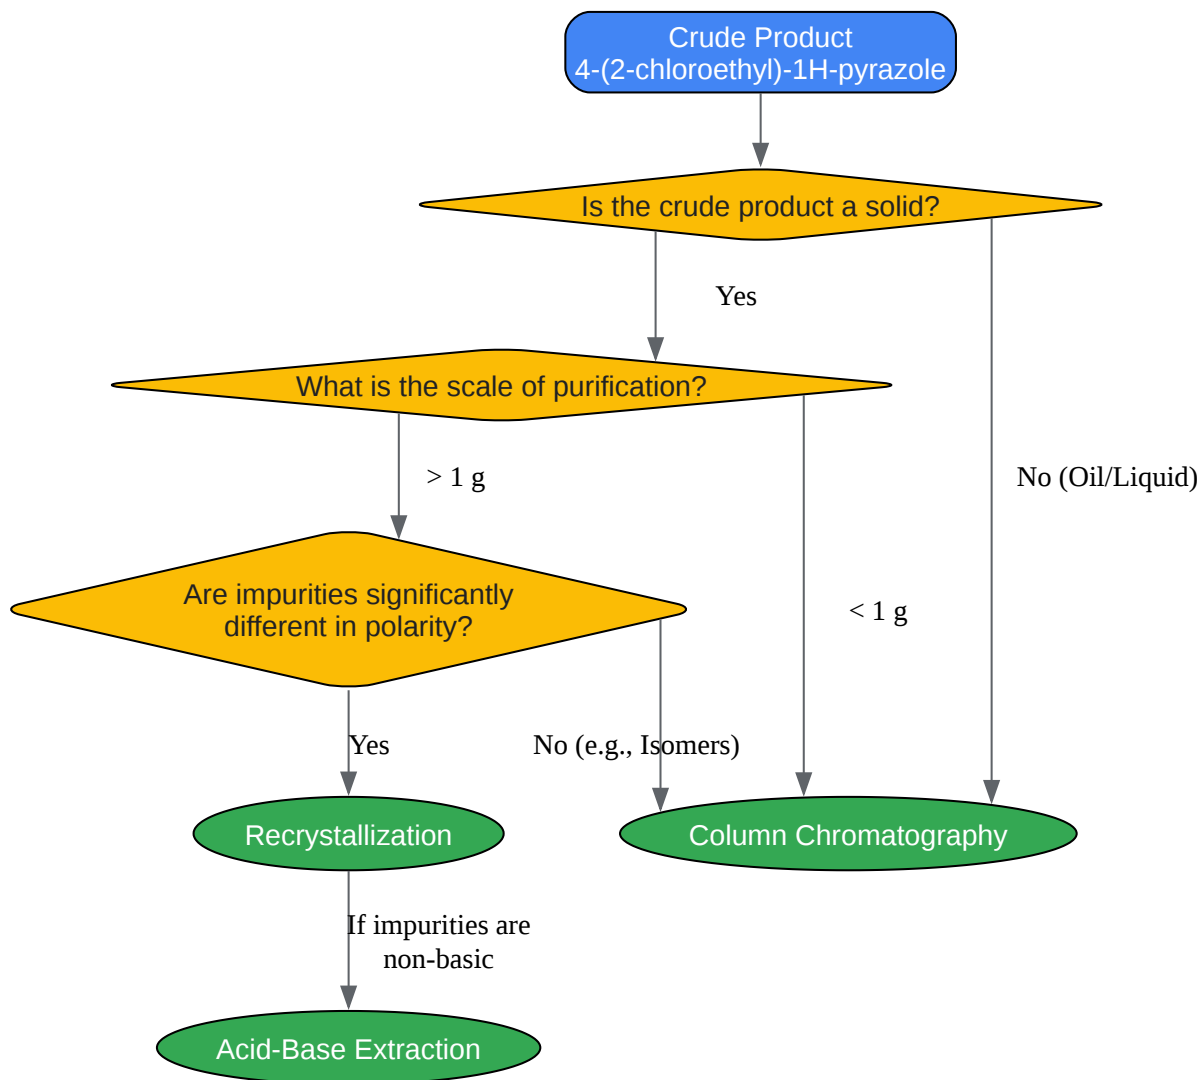 Crude Product
4-(2-chloroethyl)-1H-pyrazole
Is the crude product a solid?
Yes
What is the scale of purification?
> 1 g
No (Oil/Liquid)
Are impurities significantly
different in polarity?
< 1 g
Yes
No (e.g., Isomers)
Recrystallization
Column Chromatography
If impurities are
non-basic
Acid-Base Extraction